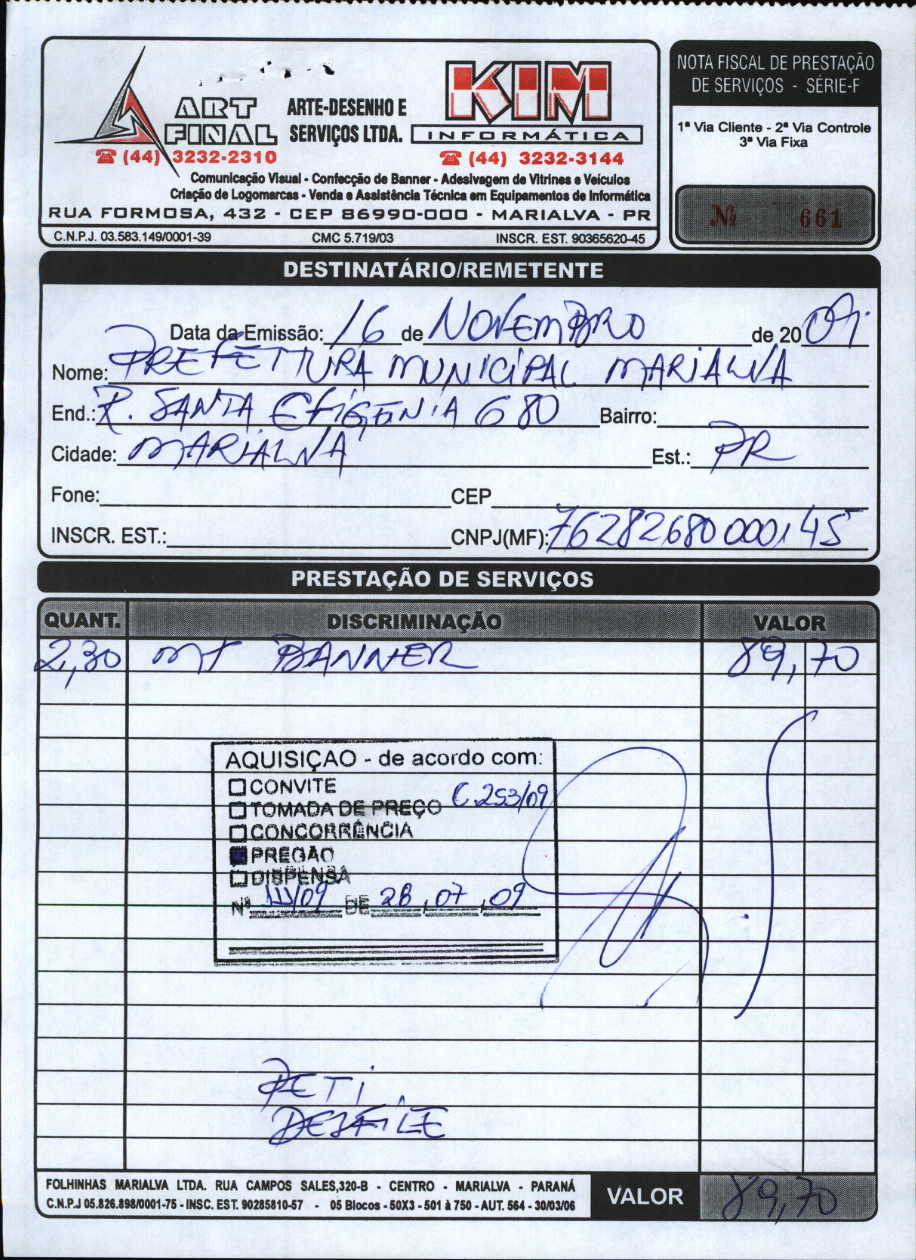 ART FINAL
ARTE-DESENHO E SERVIÇOS LTDA.
KIM INFORMÁTICA
(44) 3232-2310
(44) 3232-3144
Comunicação Visual - Confecção de Banner - Adesivagem de Vitrines e Veículos
Criação de Logomarcas - Venda e Assistência Técnica em Equipamentos de Informática
RUA FORMOSA, 432 - CEP 86990-000 - MARIALVA - PR
C.N.P.J. 03.583.149/0001-39 CMC 5.719/03 INSCR. EST. 90365620-45
NOTA FISCAL DE PRESTAÇÃO
DE SERVIÇOS - SÉRIE-F
1ª Via Cliente - 2ª Via Controle
3ª Via Fixa
Nº 661
DESTINATÁRIO/REMETENTE
Data da Emissão: 16 de NOVEMBRO de 2009.
Nome: PREFEITURA MUNICIPAL MARIALVA
End.: R. SANTA EFIGÊNIA 680 Bairro:
Cidade: MARIALVA Est.: PR
Fone: CEP
INSCR. EST.: CNPJ(MF): 76282680000145
PRESTAÇÃO DE SERVIÇOS
QUANT. DISCRIMINAÇÃO VALOR
2,30 MT BANNER 89,70
AQUISIÇAO - de acordo com:
CONVITE
C.253/09
TOMADA DE PREÇO
CONCORRÊNCIA
PREGÃO
DISPENSA
Nº /09 DE 28,07,09
PETI
DESFILE
FOLHINHAS MARIALVA LTDA. RUA CAMPOS SALES,320-B - CENTRO - MARIALVA - PARANÁ
C.N.P.J 05.826.898/0001-75 - INSC. EST. 90285810-57 - 05 Blocos - 50X3 - 501 à 750 - AUT. 564 - 30/03/06
VALOR 89,70